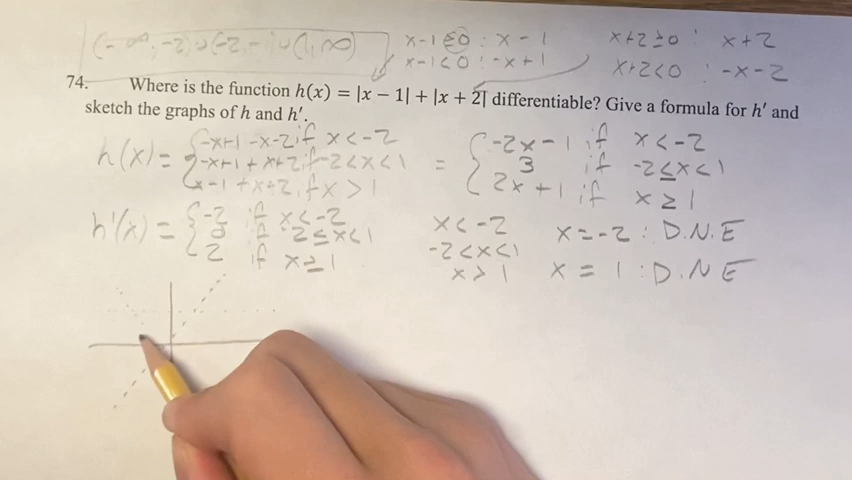 (-∞, -2) ∪ (-2, 1) ∪ (1, ∞)
x-1≥0 : x-1
x-1<0 : -x+1
x+2≥0 : x+2
x+2<0 : -x-2
74. Where is the function h(x) = |x − 1| + |x + 2| differentiable? Give a formula for h′ and
sketch the graphs of h and h′.
h(x) = { -x+1 -x-2 if x<-2
-x+1 + x+2 if -2<x<1
x-1 + x+2 if x>1
= { -2x-1 if x<-2
3 if -2≤x<1
2x+1 if x≥1
h'(x) = { -2 if x<-2
0 if -2≤x<1
2 if x≥1
x<-2
-2<x<1
x>1
x=-2 : D.N.E
x=1 : D.N.E